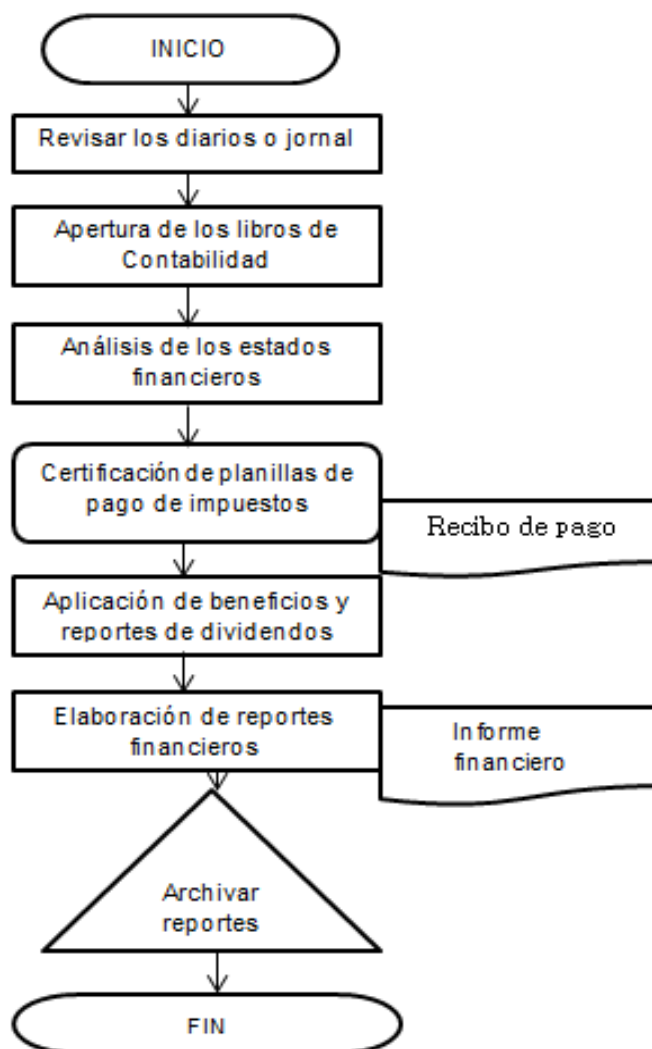 INICIO
Revisar los diarios o jornal
Apertura de los libros de
Contabilidad
Análisis de los estados
financieros
Certificación de planillas de
pago de impuestos
Recibo de pago
Aplicación de beneficios y
reportes de dividendos
Elaboración de reportes
financieros
Informe
financiero
Archivar
reportes
FIN